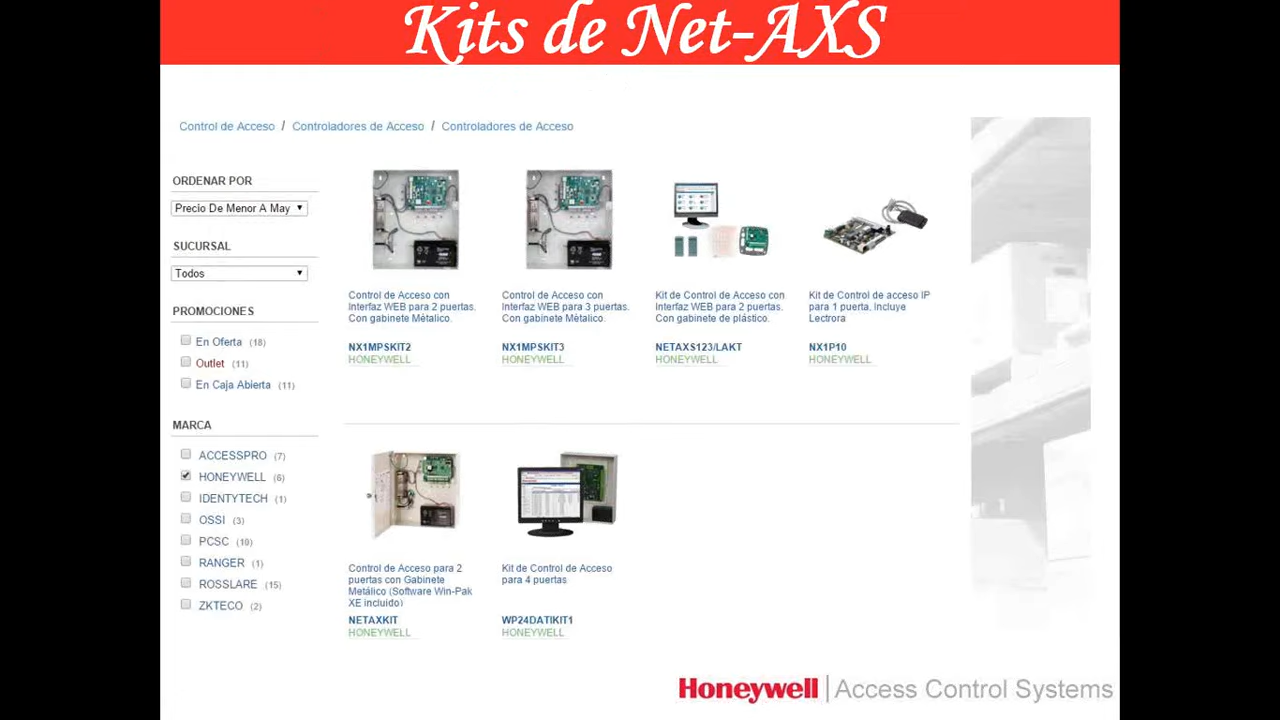 Kits de Net-AXS
Control de Acceso / Controladores de Acceso / Controladores de Acceso
ORDENAR POR
Precio De Menor A May
SUCURSAL
Todos
PROMOCIONES
En Oferta (18)
Outlet (11)
En Caja Abierta (11)
MARCA
ACCESSPRO (7)
HONEYWELL (6)
IDENTYTECH (1)
OSSI (3)
PCSC (10)
RANGER (1)
ROSSLARE (15)
ZKTECO (2)
Control de Acceso con
Interfaz WEB para 2 puertas.
Con gabinete Métalico.
NX1MPSKIT2
HONEYWELL
Control de Acceso con
Interfaz WEB para 3 puertas.
Con gabinete Métalico.
NX1MPSKIT3
HONEYWELL
Kit de Control de Acceso con
Interfaz WEB para 2 puertas.
Con gabinete de plástico.
NETAXS123/LAKT
HONEYWELL
Kit de Control de acceso IP
para 1 puerta, Incluye
Lectrora
NX1P10
HONEYWELL
Control de Acceso para 2
puertas con Gabinete
Metálico (Software Win-Pak
XE incluido)
NETAXKIT
HONEYWELL
Kit de Control de Acceso
para 4 puertas
WP24DATIKIT1
HONEYWELL
Honeywell | Access Control Systems